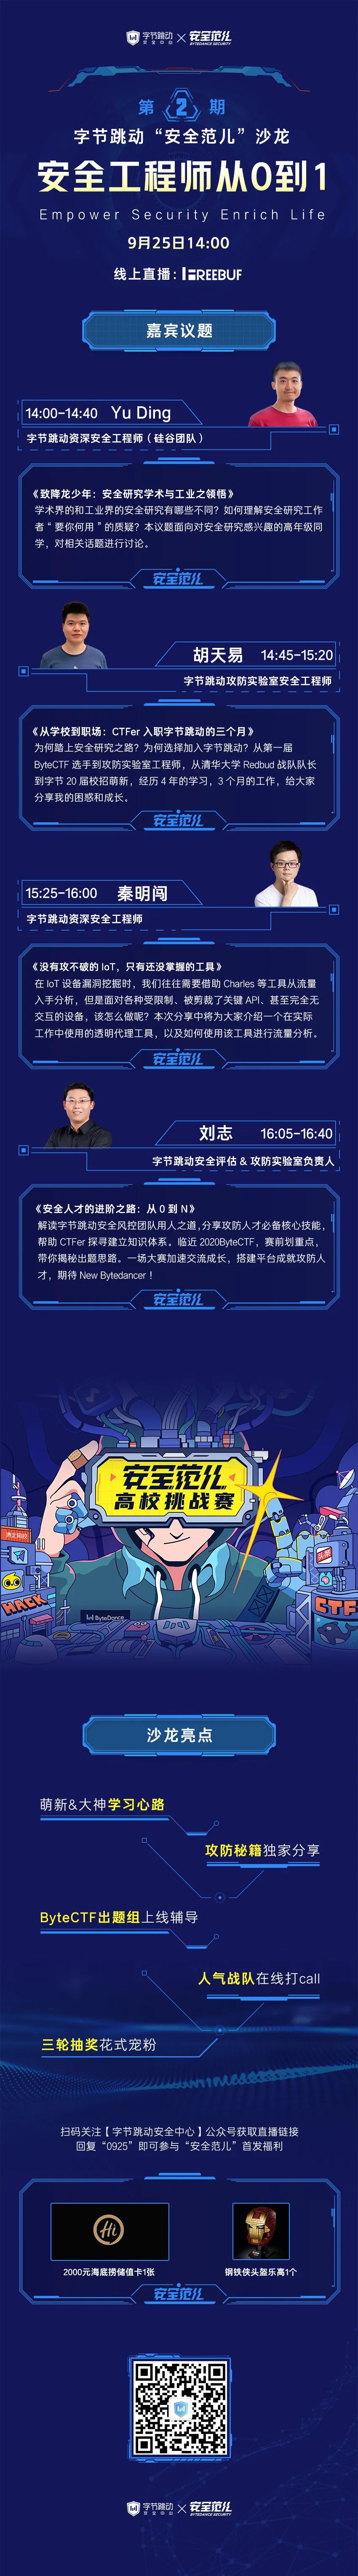 字节跳动 安全中心 × 安全范儿 BYTEDANCE SECURITY
第 2 期
字节跳动“安全范儿”沙龙
安全工程师从0到1
Empower Security Enrich Life
9月25日14:00
线上直播：FREEBUF
嘉宾议题
14:00-14:40 Yu Ding
字节跳动资深安全工程师（硅谷团队）
《致降龙少年：安全研究学术与工业之领悟》
学术界的和工业界的安全研究有哪些不同？如何理解安全研究工作
者“要你何用”的质疑？本议题面向对安全研究感兴趣的高年级同
学，对相关话题进行讨论。
安全范儿
胡天易 14:45-15:20
字节跳动攻防实验室安全工程师
《从学校到职场：CTFer 入职字节跳动的三个月》
为何踏上安全研究之路？为何选择加入字节跳动？从第一届
ByteCTF 选手到攻防实验室工程师，从清华大学 Redbud 战队队长
到字节 20 届校招萌新，经历 4 年的学习，3 个月的工作，给大家
分享我的困惑和成长。
安全范儿
15:25-16:00 秦明闯
字节跳动资深安全工程师
《没有攻不破的 IoT，只有还没掌握的工具》
在 IoT 设备漏洞挖掘时，我们往往需要借助 Charles 等工具从流量
入手分析，但是面对各种受限制、被剪裁了关键 API、甚至完全无
交互的设备，该怎么做呢？本次分享中将为大家介绍一个在实际
工作中使用的透明代理工具，以及如何使用该工具进行流量分析。
安全范儿
刘志 16:05-16:40
字节跳动安全评估 & 攻防实验室负责人
《安全人才的进阶之路：从 0 到 N》
解读字节跳动安全风控团队用人之道,分享攻防人才必备核心技能，
帮助 CTFer 探寻建立知识体系。临近 2020ByteCTF，赛前划重点，
带你揭秘出题思路。一场大赛加速交流成长，搭建平台成就攻防人
才，期待 New Bytedancer！
安全范儿
安全范儿
高校挑战赛
HACK
CTF
ByteDance
沙龙亮点
萌新&大神学习心路
攻防秘籍独家分享
ByteCTF出题组上线辅导
人气战队在线打call
三轮抽奖花式宠粉
扫码关注【字节跳动安全中心】公众号获取直播链接
回复“0925”即可参与“安全范儿”首发福利
Hi
2000元海底捞储值卡1张
钢铁侠头盔乐高1个
安全范儿
字节跳动 安全中心 × 安全范儿 BYTEDANCE SECURITY